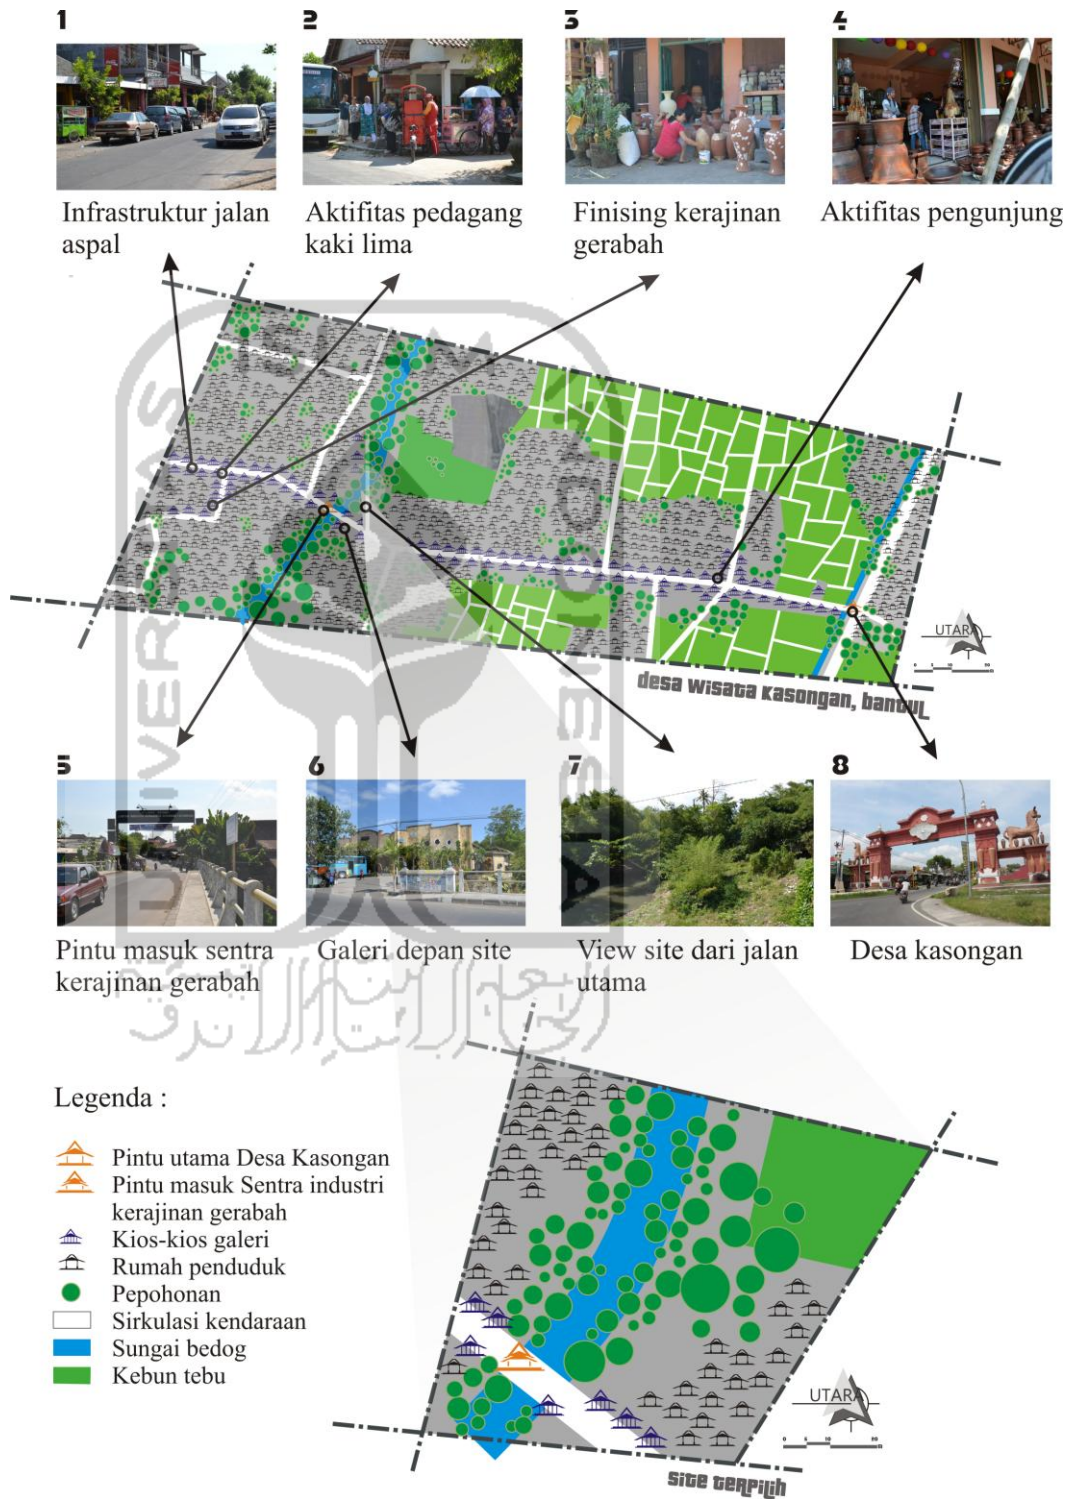 1
2
3
4
Infrastruktur jalan
aspal
Aktifitas pedagang
kaki lima
Finising kerajinan
gerabah
Aktifitas pengunjung
UTARA
desa wisata kasongan, bantul
5
6
7
8
Pintu masuk sentra
kerajinan gerabah
Galeri depan site
View site dari jalan
utama
Desa kasongan
Legenda :
Pintu utama Desa Kasongan
Pintu masuk Sentra industri
kerajinan gerabah
Kios-kios galeri
Rumah penduduk
Pepohonan
Sirkulasi kendaraan
Sungai bedog
Kebun tebu
UTARA
site terpilih